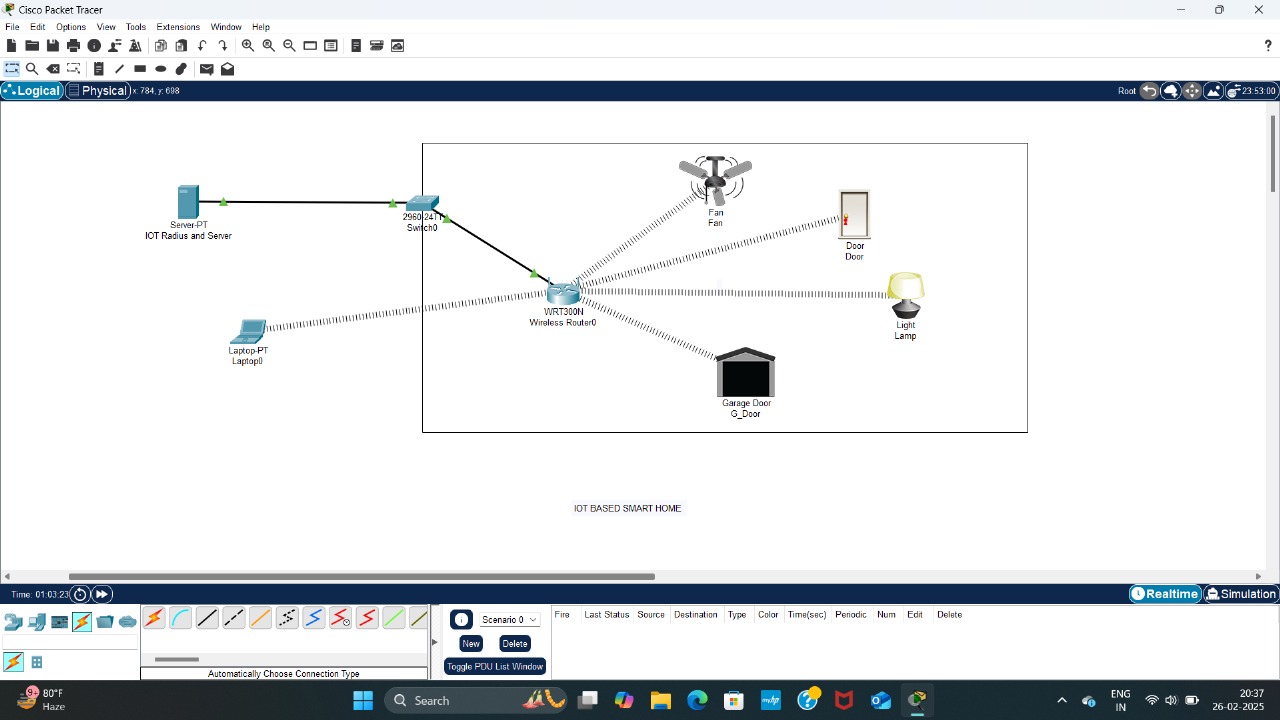 Cisco Packet Tracer
File Edit Options View Tools Extensions Window Help
?
Logical Physical x: 784, y: 698 Root 23:53:00
Server-PT
IOT Radius and Server
Switch0
Fan
Fan
Door
Door
WRT300N
Wireless Router0
Light
Lamp
Laptop-PT
Laptop0
Garage Door
G_Door
IOT BASED SMART HOME
Time: 01:03:23 Realtime Simulation
Scenario 0
Fire Last Status Source Destination Type Color Time(sec) Periodic Num Edit Delete
New Delete
Toggle PDU List Window
Automatically Choose Connection Type
9+
80°F
Haze
Search
ENG
IN
20:37
26-02-2025